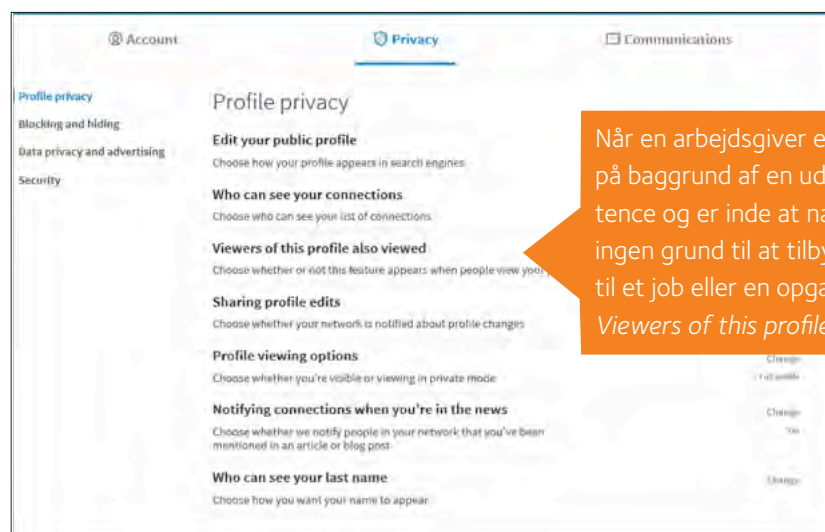 Account
Privacy
Communications
Profile privacy
Blocking and hiding
Data privacy and advertising
Security
Profile privacy
Edit your public profile
Choose how your profile appears in search engines
Who can see your connections
Choose who can see your list of connections
Viewers of this profile also viewed
Choose whether or not this feature appears when people view your
Sharing profile edits
Choose whether your network is notified about profile changes
Profile viewing options
Change
Choose whether you're visible or viewing in private mode
Notifying connections when you're in the news
Change
Choose whether we notify people in your network that you've been
mentioned in an article or blog post
Who can see your last name
Change
Choose how you want your name to appear
Når en arbejdsgiver e
på baggrund af en ud
tence og er inde at na
ingen grund til at tilby
til et job eller en opga
Viewers of this profile